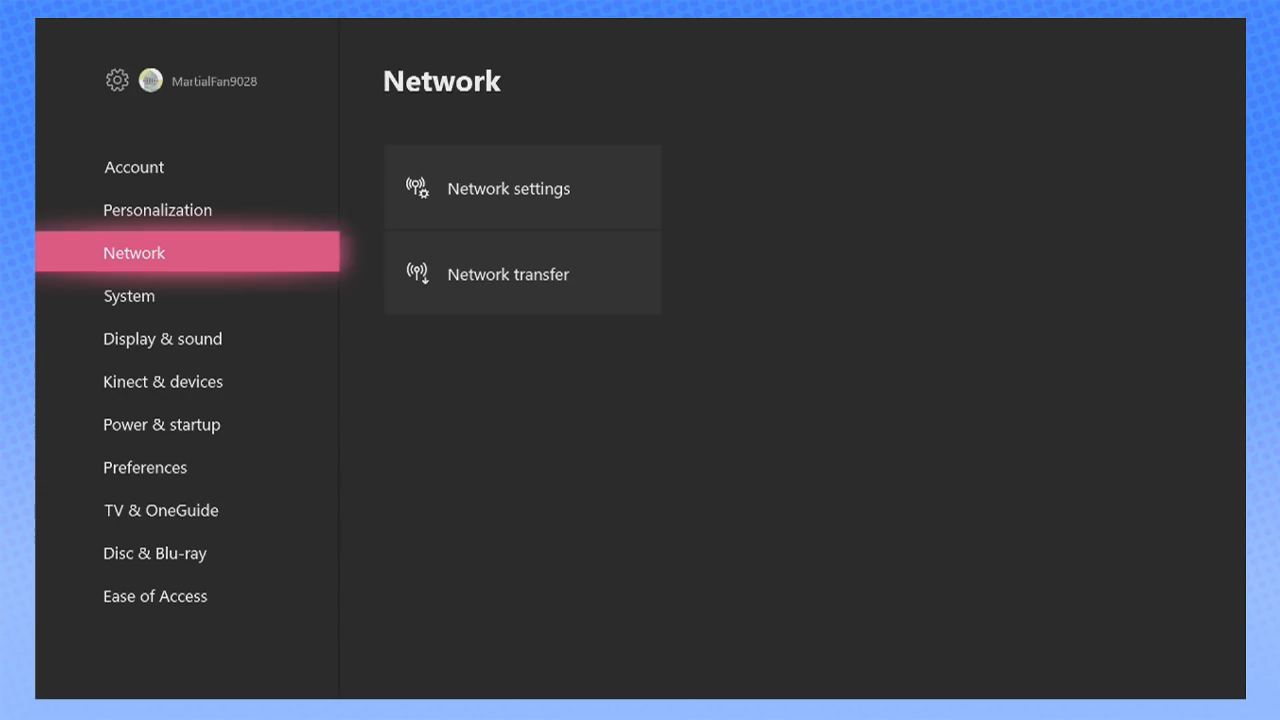 MartialFan9028
Account
Personalization
Network
System
Display & sound
Kinect & devices
Power & startup
Preferences
TV & OneGuide
Disc & Blu-ray
Ease of Access
Network
Network settings
Network transfer